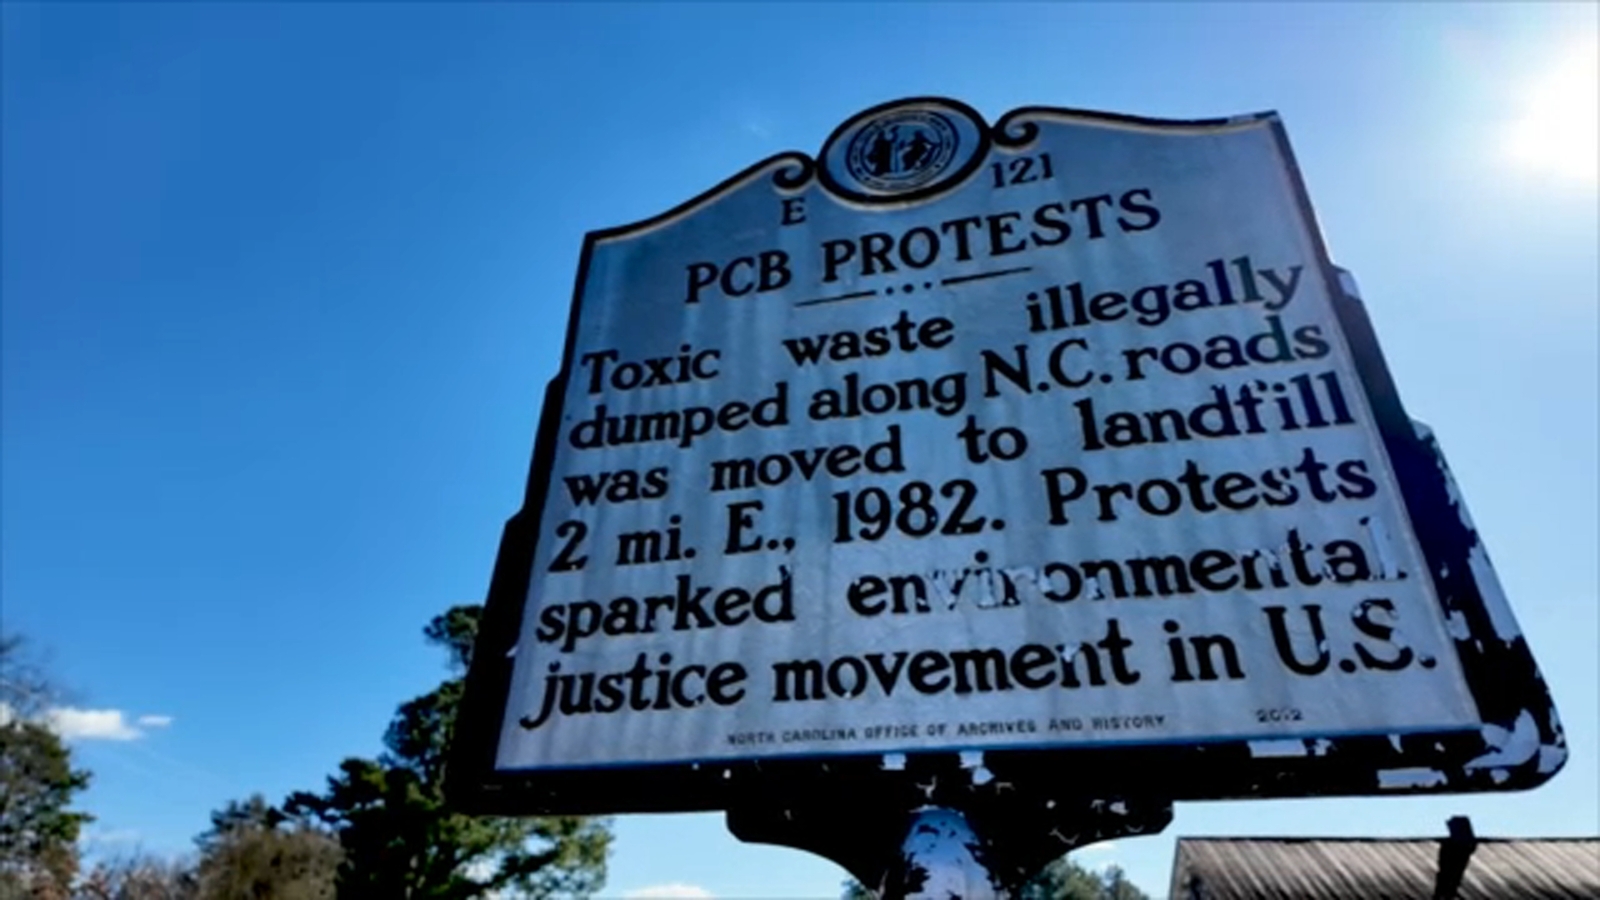 E 121
PCB PROTESTS
Toxic waste illegally
dumped along N.C. roads
was moved to landfill
2 mi. E., 1982. Protests
sparked environmental
justice movement in U.S.
NORTH CAROLINA OFFICE OF ARCHIVES AND HISTORY 2012